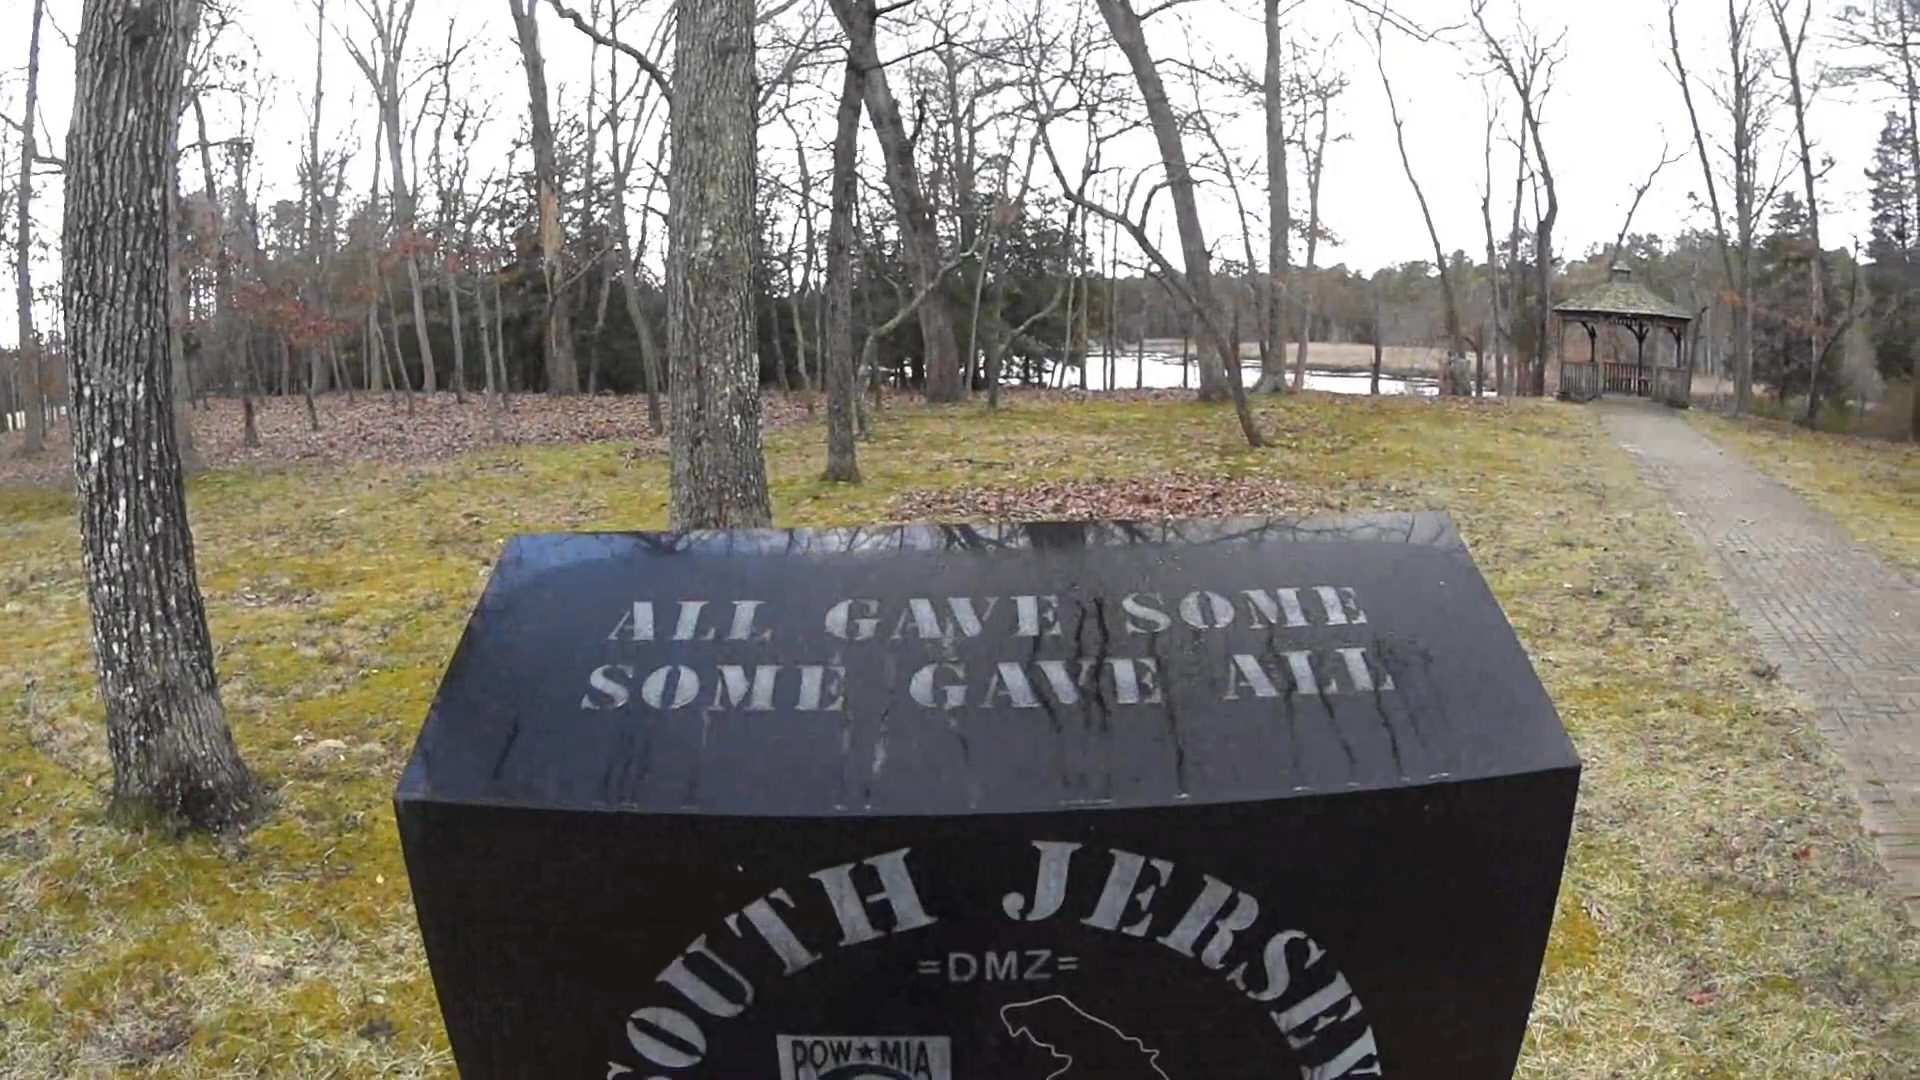 ALL GAVE SOME
SOME GAVE ALL
SOUTH JERSEY
=DMZ=
POW★MIA